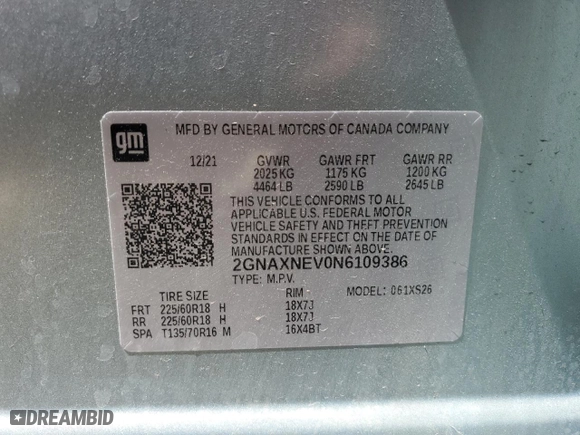 gm MFD BY GENERAL MOTORS OF CANADA COMPANY
12/21 GVWR GAWR FRT GAWR RR
2025 KG 1175 KG 1200 KG
4464 LB 2590 LB 2645 LB
THIS VEHICLE CONFORMS TO ALL
APPLICABLE U.S. FEDERAL MOTOR
VEHICLE SAFETY AND THEFT PREVENTION
STANDARDS IN EFFECT ON THE DATE OF
MANUFACTURE SHOWN ABOVE.
2GNAXNEV0N6109386
TYPE: M.P.V. MODEL: 061XS26
TIRE SIZE RIM
FRT 225/60R18 H 18X7J
RR 225/60R18 H 18X7J
SPA T135/70R16 M 16X4BT
DREAMBID